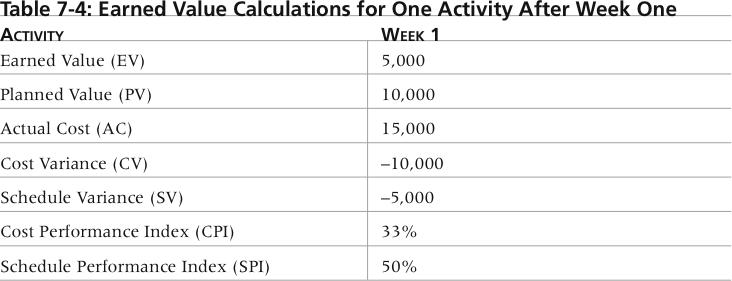 Table 7-4: Earned Value Calculations for One Activity After Week One
ACTIVITY WEEK 1
Earned Value (EV) 5,000
Planned Value (PV) 10,000
Actual Cost (AC) 15,000
Cost Variance (CV) –10,000
Schedule Variance (SV) –5,000
Cost Performance Index (CPI) 33%
Schedule Performance Index (SPI) 50%